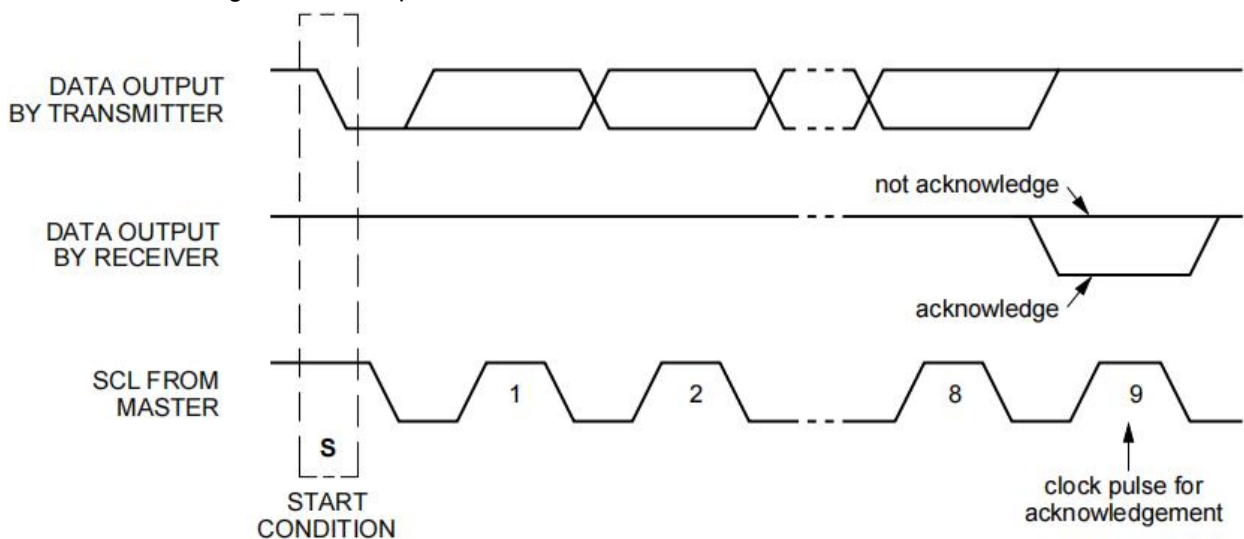 DATA OUTPUT
BY TRANSMITTER
not acknowledge
DATA OUTPUT
BY RECEIVER
acknowledge
SCL FROM
MASTER
1
2
8
9
S
START
CONDITION
clock pulse for
acknowledgement